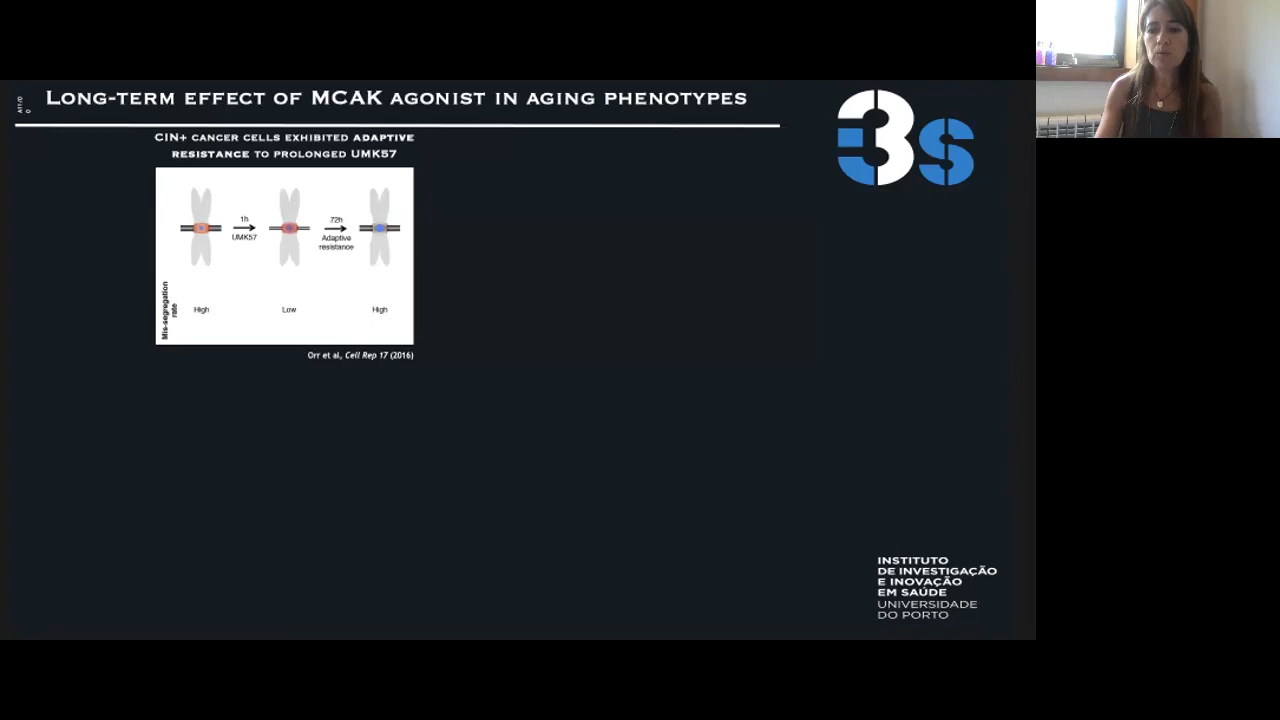 LONG-TERM EFFECT OF MCAK AGONIST IN AGING PHENOTYPES
CIN+ CANCER CELLS EXHIBITED ADAPTIVE
RESISTANCE TO PROLONGED UMK57
1h
UMK57
72h
Adaptive
resistance
Mis-segregation
rate
High
Low
High
Orr et al, Cell Rep 17 (2016)
3s
INSTITUTO
DE INVESTIGAÇÃO
E INOVAÇÃO
EM SAÚDE
UNIVERSIDADE
DO PORTO